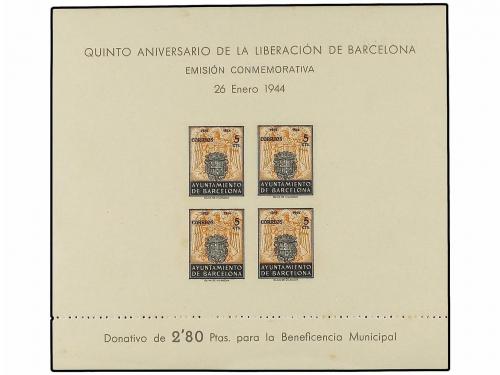 QUINTO ANIVERSARIO DE LA LIBERACIÓN DE BARCELONA
EMISIÓN CONMEMORATIVA
26 Enero 1944
CORREOS 5 CTS.
AYUNTAMIENTO DE BARCELONA
CORREOS 5 CTS.
AYUNTAMIENTO DE BARCELONA
CORREOS 5 CTS.
AYUNTAMIENTO DE BARCELONA
CORREOS 5 CTS.
AYUNTAMIENTO DE BARCELONA
Donativo de 2'80 Ptas. para la Beneficencia Municipal